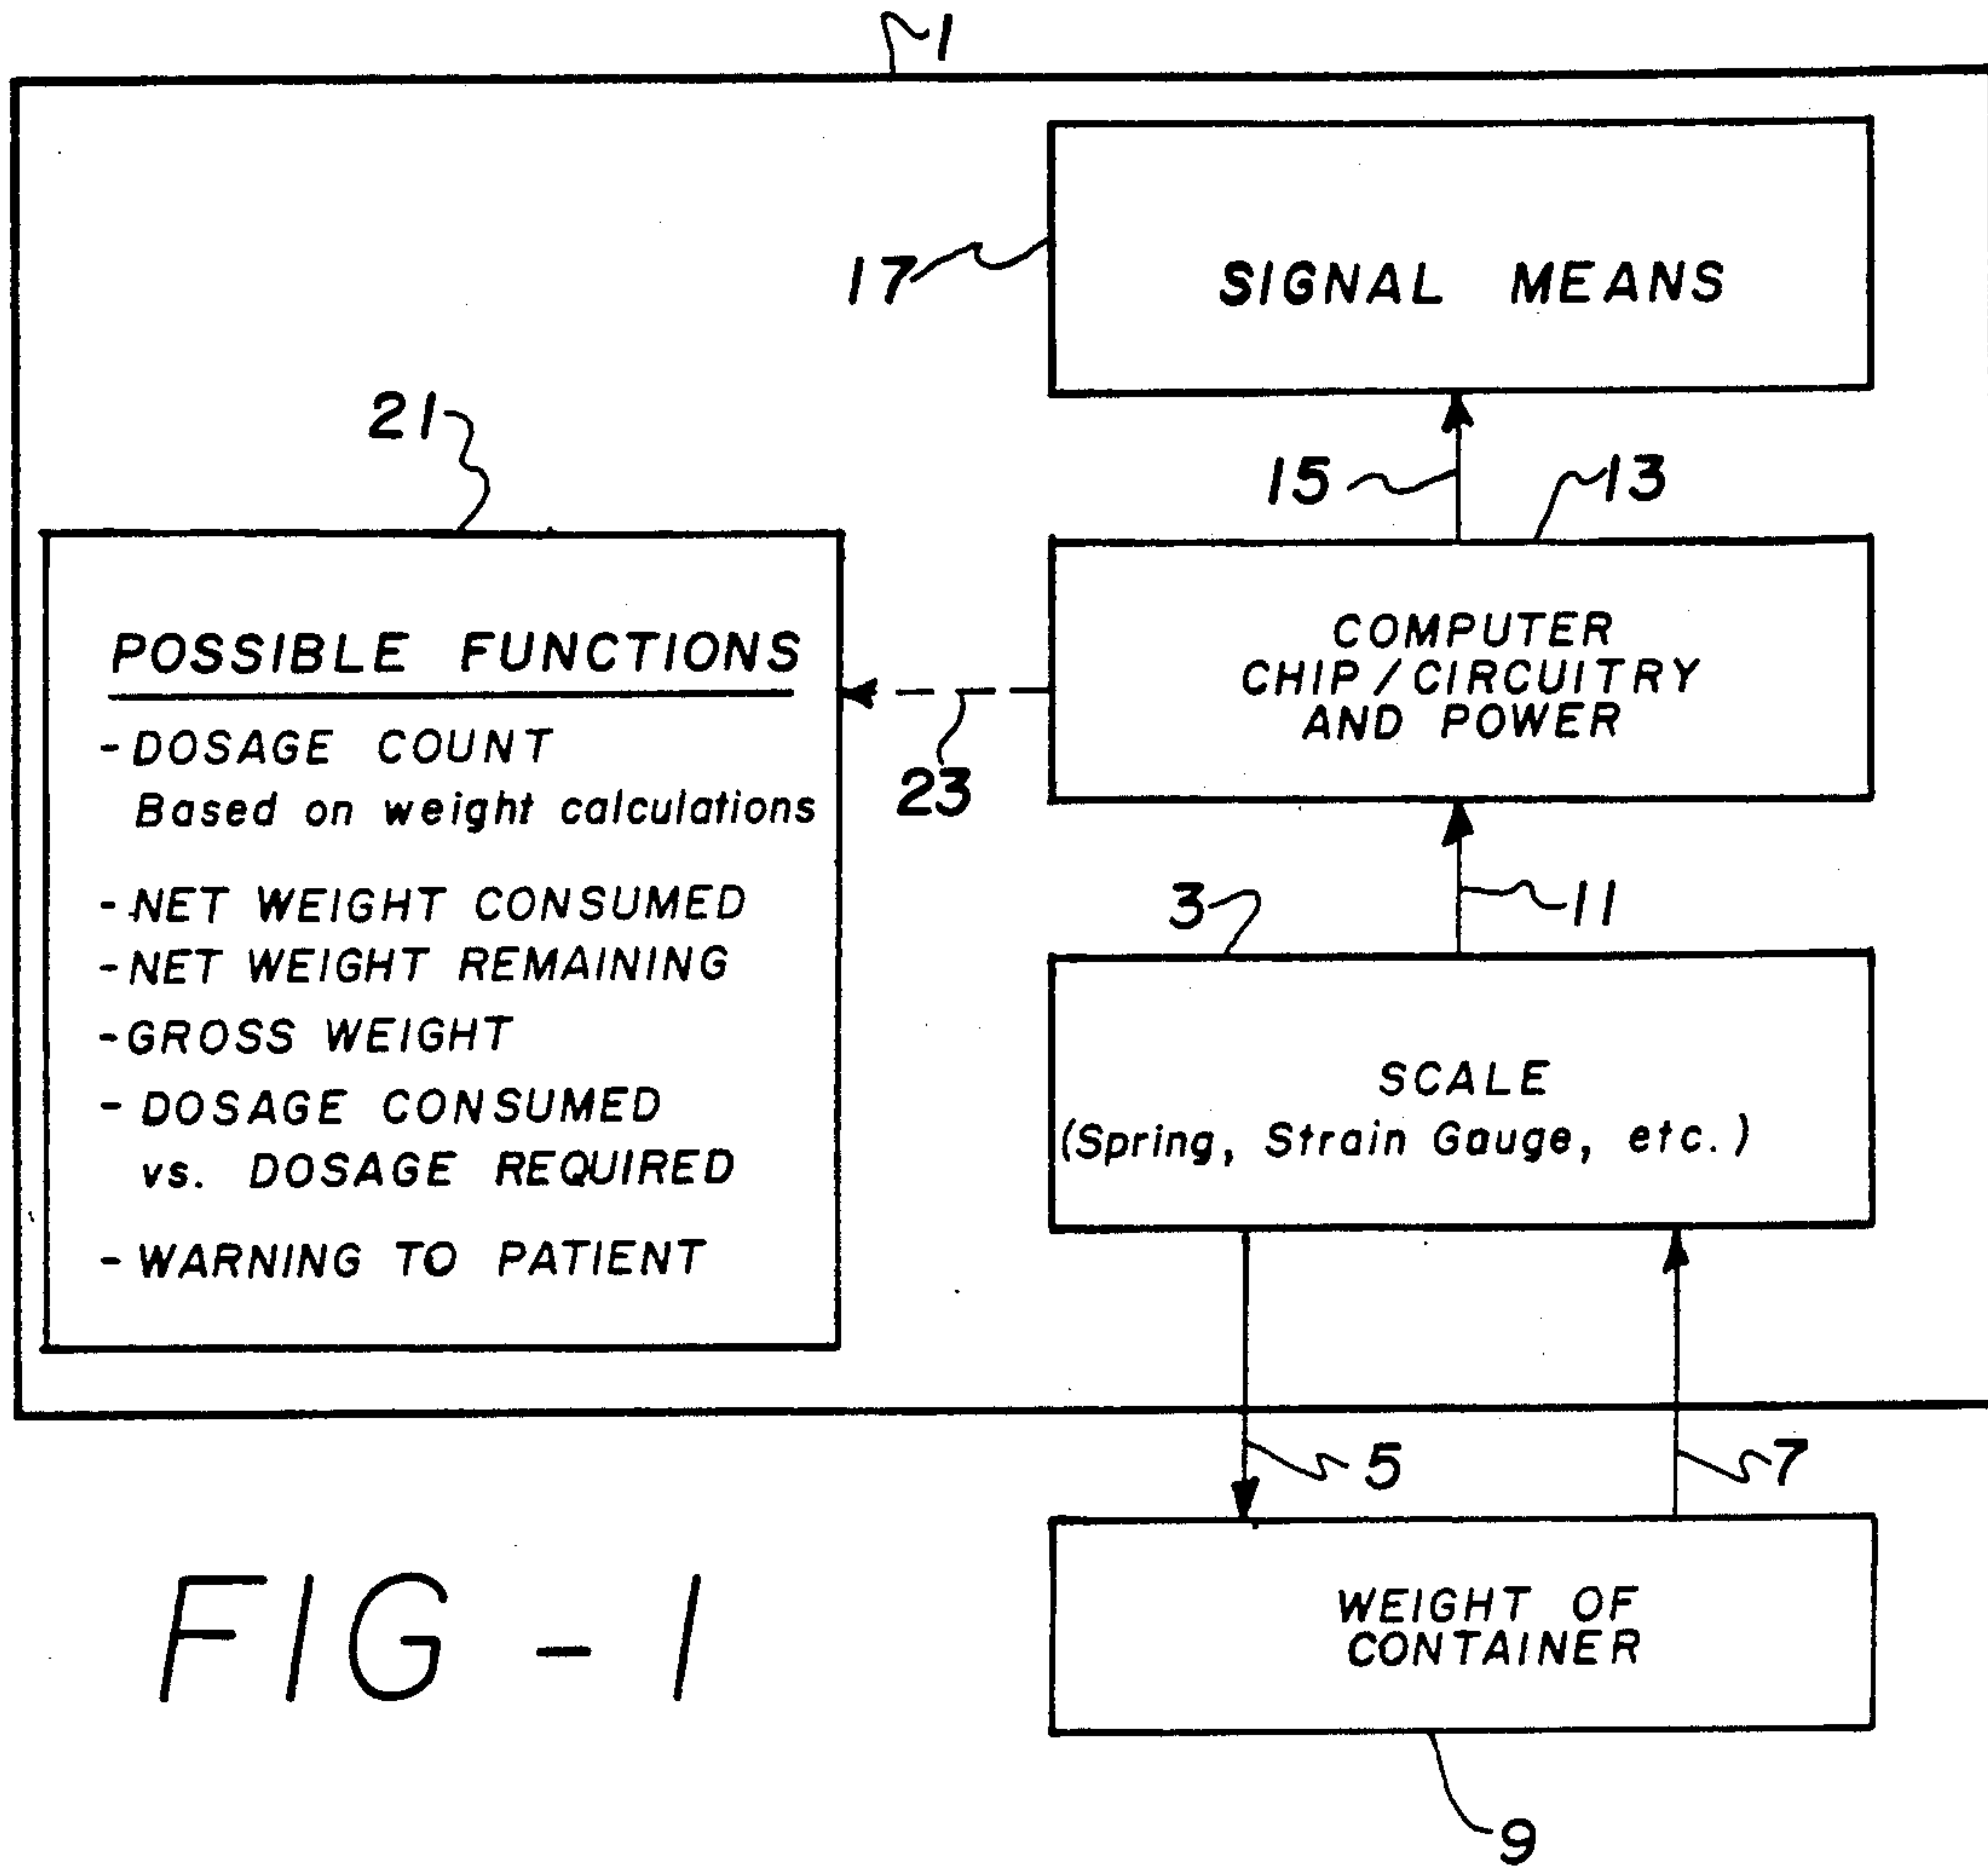 1
17
SIGNAL MEANS
21
15
13
POSSIBLE FUNCTIONS
-DOSAGE COUNT
Based on weight calculations
-NET WEIGHT CONSUMED
-NET WEIGHT REMAINING
-GROSS WEIGHT
- DOSAGE CONSUMED
vs. DOSAGE REQUIRED
- WARNING TO PATIENT
23
COMPUTER
CHIP/CIRCUITRY
AND POWER
3
11
SCALE
(Spring, Strain Gauge, etc.)
5
7
WEIGHT OF
CONTAINER
9
FIG - 1